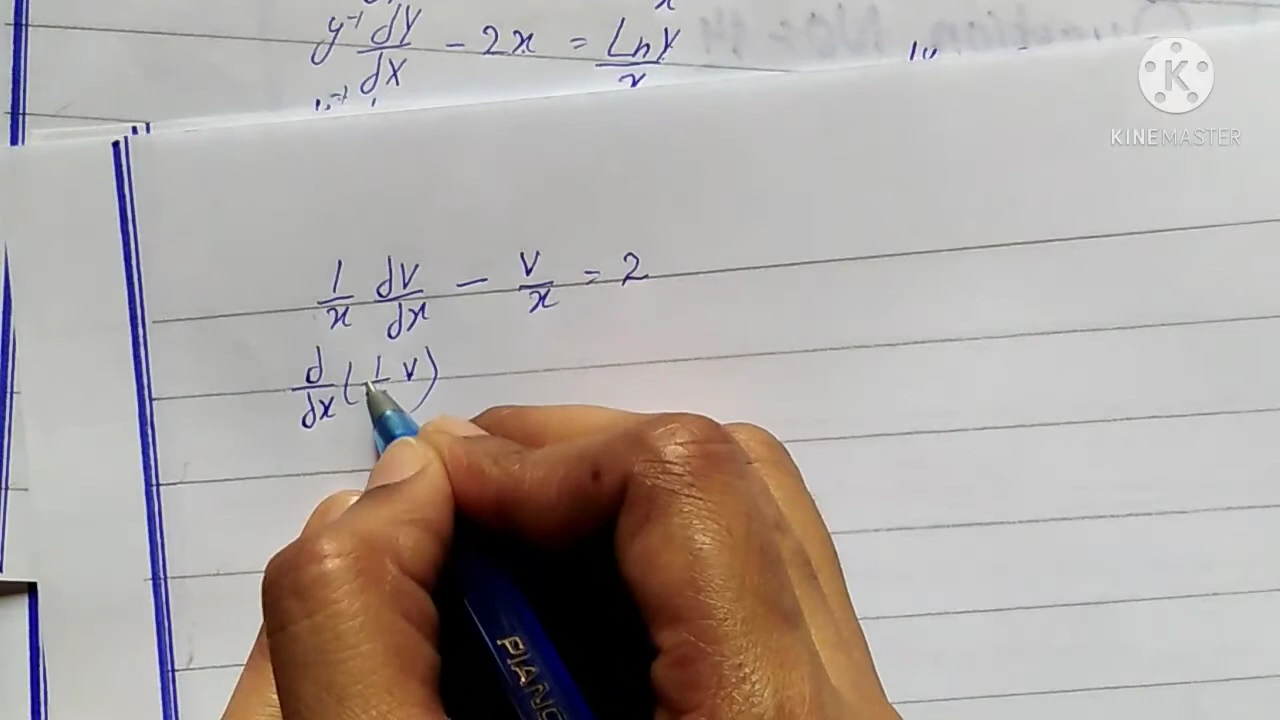 y⁻¹ dy/dx - 2x = Ln y/x
KINEMASTER
1/x dv/dx - v/x = 2
d/dx (1 v)
PIANO